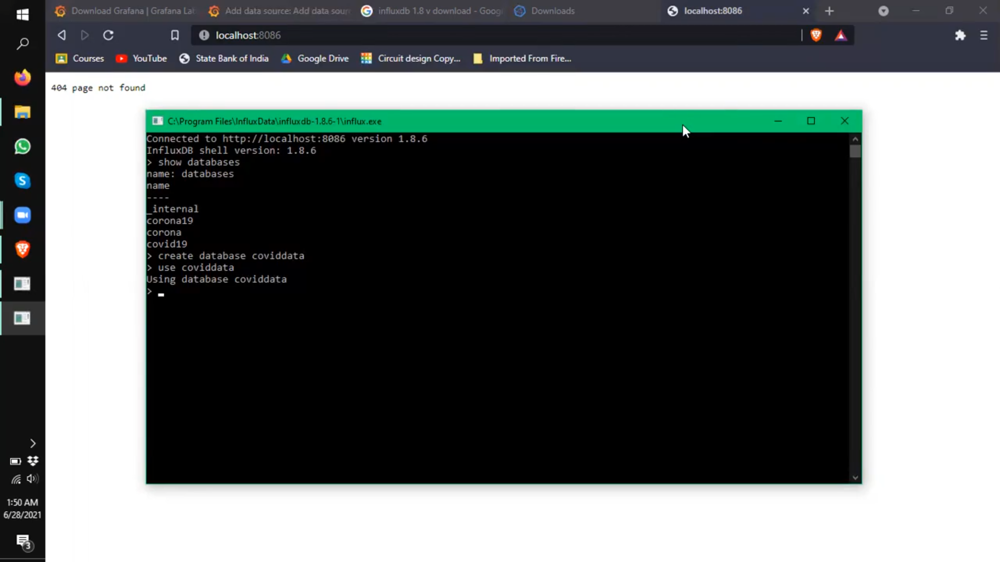 Download Grafana | Grafana Lab
Add data source: Add data sour
influxdb 1.8 v download - Goog
Downloads
localhost:8086
localhost:8086
Courses
YouTube
State Bank of India
Google Drive
Circuit design Copy...
Imported From Fire...
404 page not found
C:\Program Files\InfluxData\influxdb-1.8.6-1\influx.exe
Connected to http://localhost:8086 version 1.8.6
InfluxDB shell version: 1.8.6
> show databases
name: databases
name
----
_internal
corona19
corona
covid19
> create database coviddata
> use coviddata
Using database coviddata
>
1:50 AM
6/28/2021
3